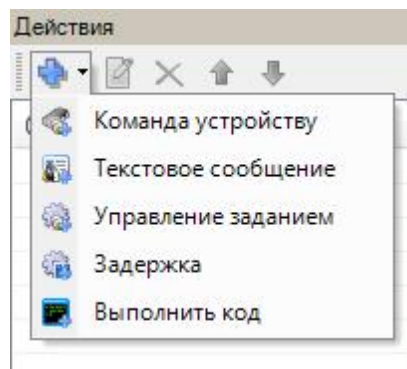 Действия
Команда устройству
Текстовое сообщение
Управление заданием
Задержка
Выполнить код